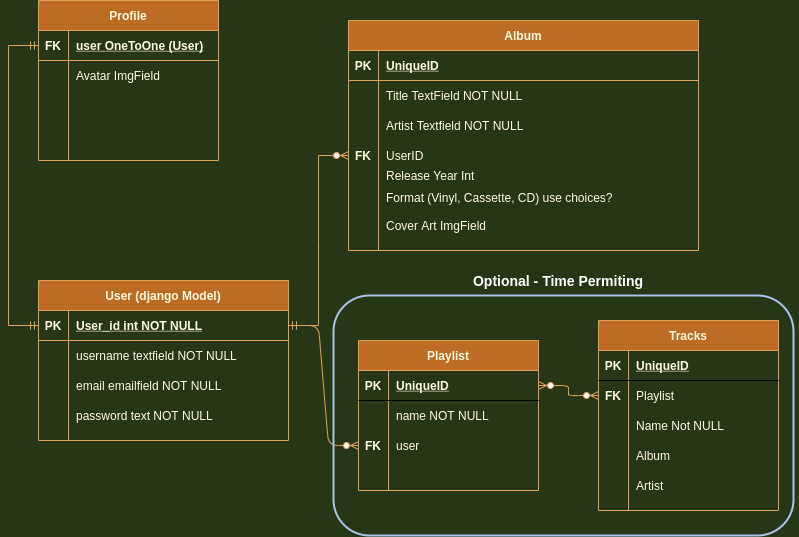 Profile
FK user OneToOne (User)
Avatar ImgField
Album
PK UniqueID
Title TextField NOT NULL
Artist Textfield NOT NULL
FK UserID
Release Year Int
Format (Vinyl, Cassette, CD) use choices?
Cover Art ImgField
User (django Model)
PK User_id int NOT NULL
username textfield NOT NULL
email emailfield NOT NULL
password text NOT NULL
Optional - Time Permiting
Playlist
PK UniqueID
name NOT NULL
FK user
Tracks
PK UniqueID
FK Playlist
Name Not NULL
Album
Artist